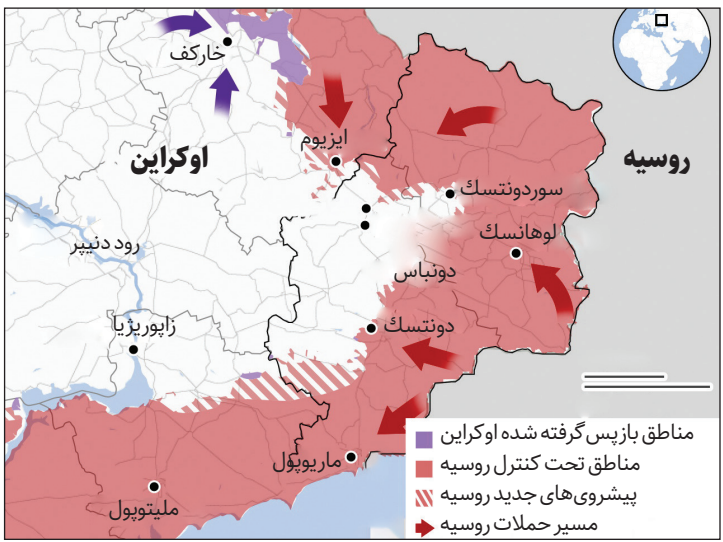 خارکف
ایزیوم
اوکراین
روسیه
سوردونتسک
لوهانسک
رود دنیپر
دونباس
زاپوریژیا
دونتسک
ماریوپول
ملیتوپول
مناطق بازپس گرفته شده اوکراین
مناطق تحت کنترل روسیه
پیشروی‌های جدید روسیه
مسیر حملات روسیه